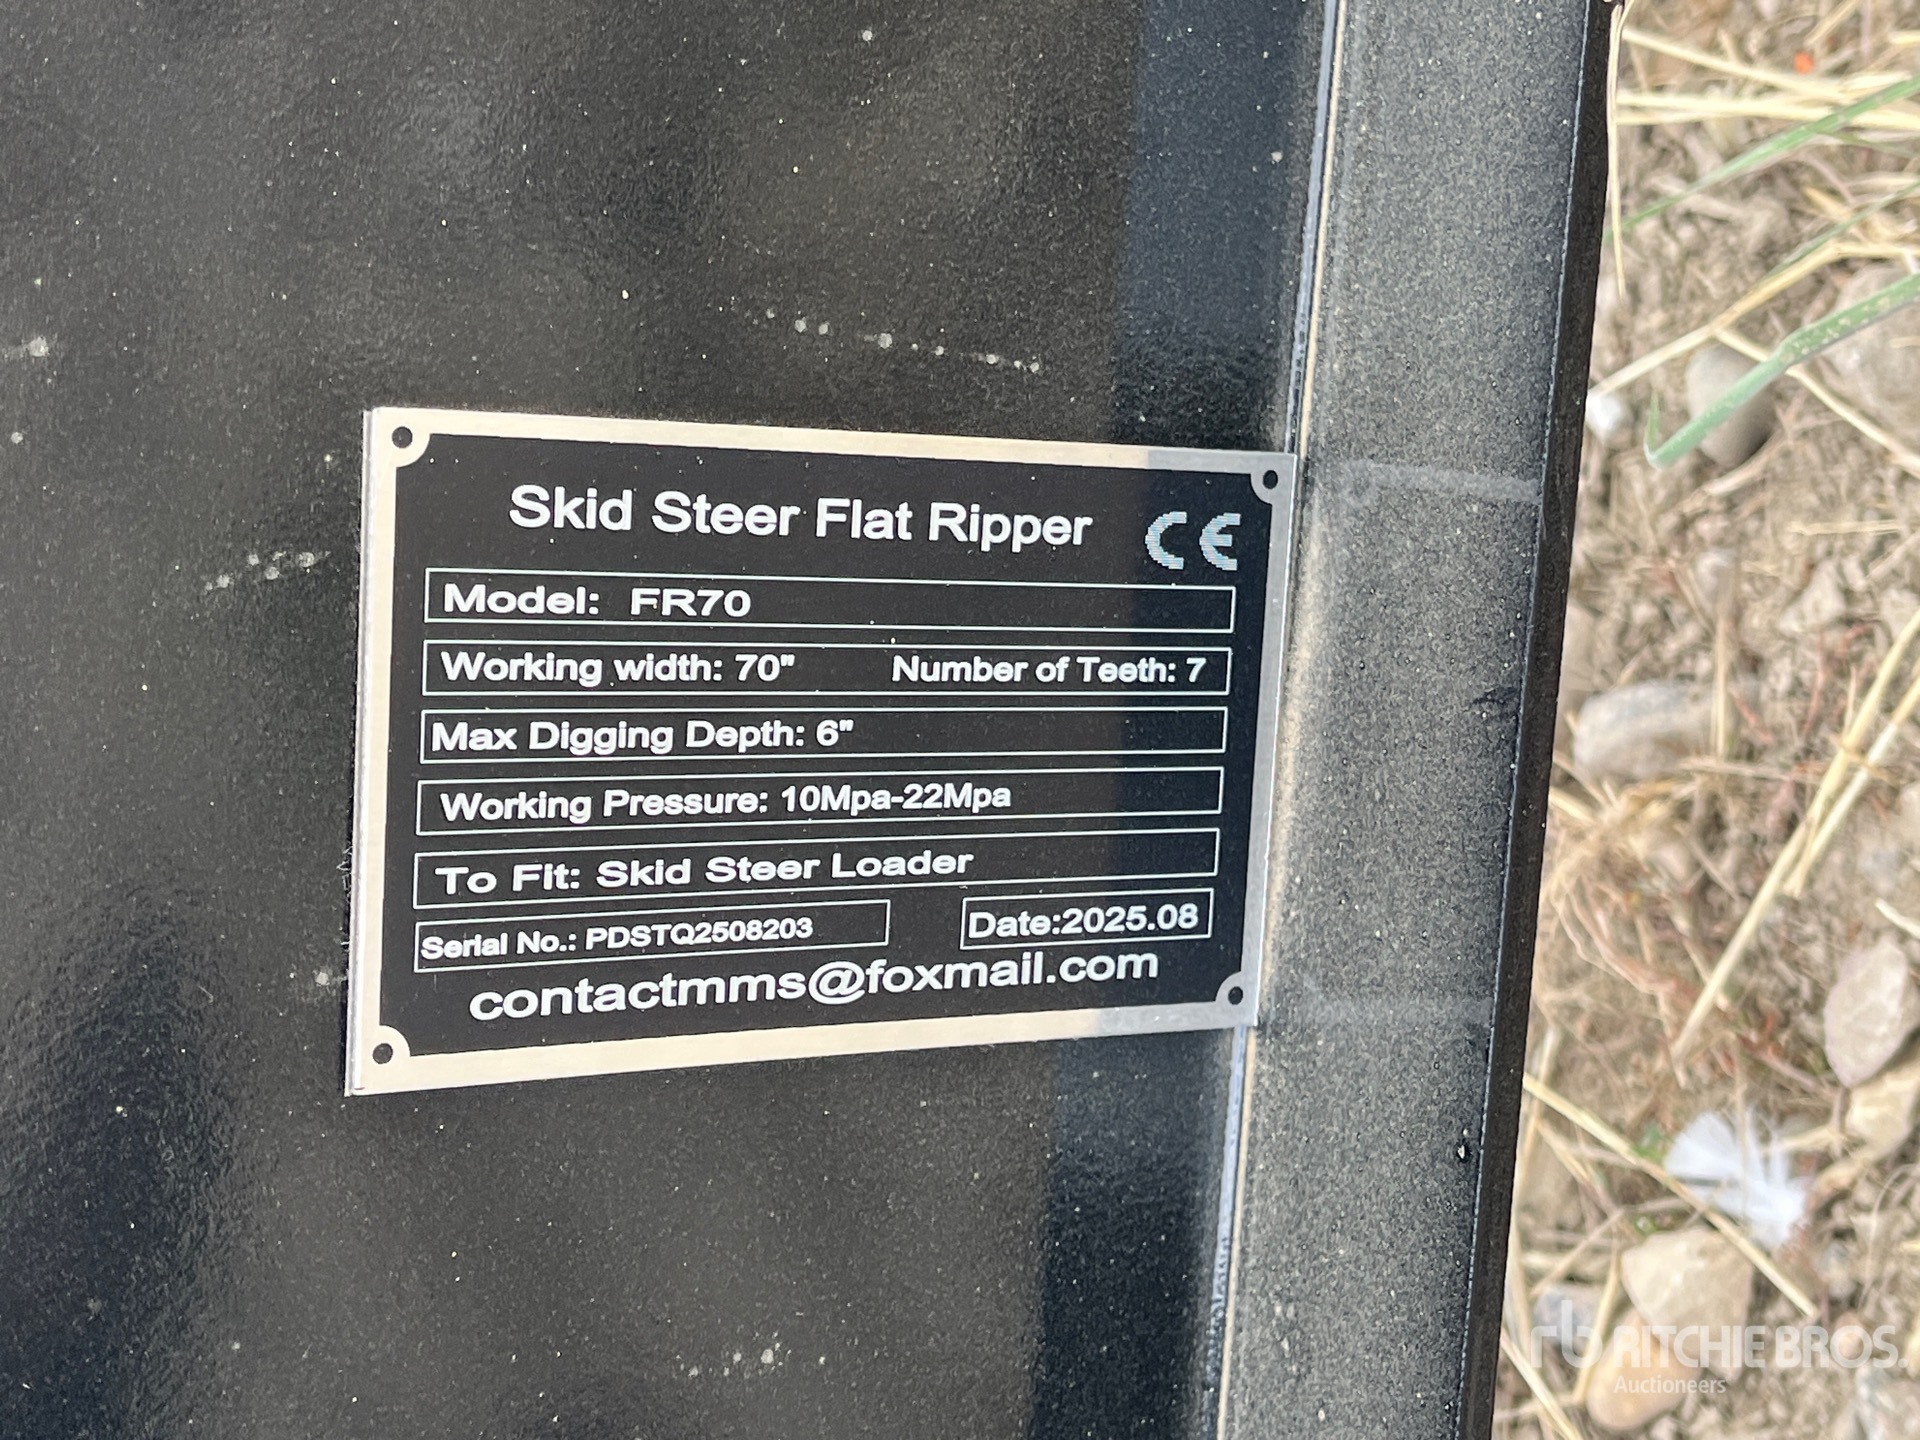 Skid Steer Flat Ripper CE
Model: FR70
Working width: 70" Number of Teeth: 7
Max Digging Depth: 6"
Working Pressure: 10Mpa-22Mpa
To Fit: Skid Steer Loader
Serial No.: PDSTQ2508203 Date:2025.08
contactmms@foxmail.com
rb RITCHIE BROS.
Auctioneers